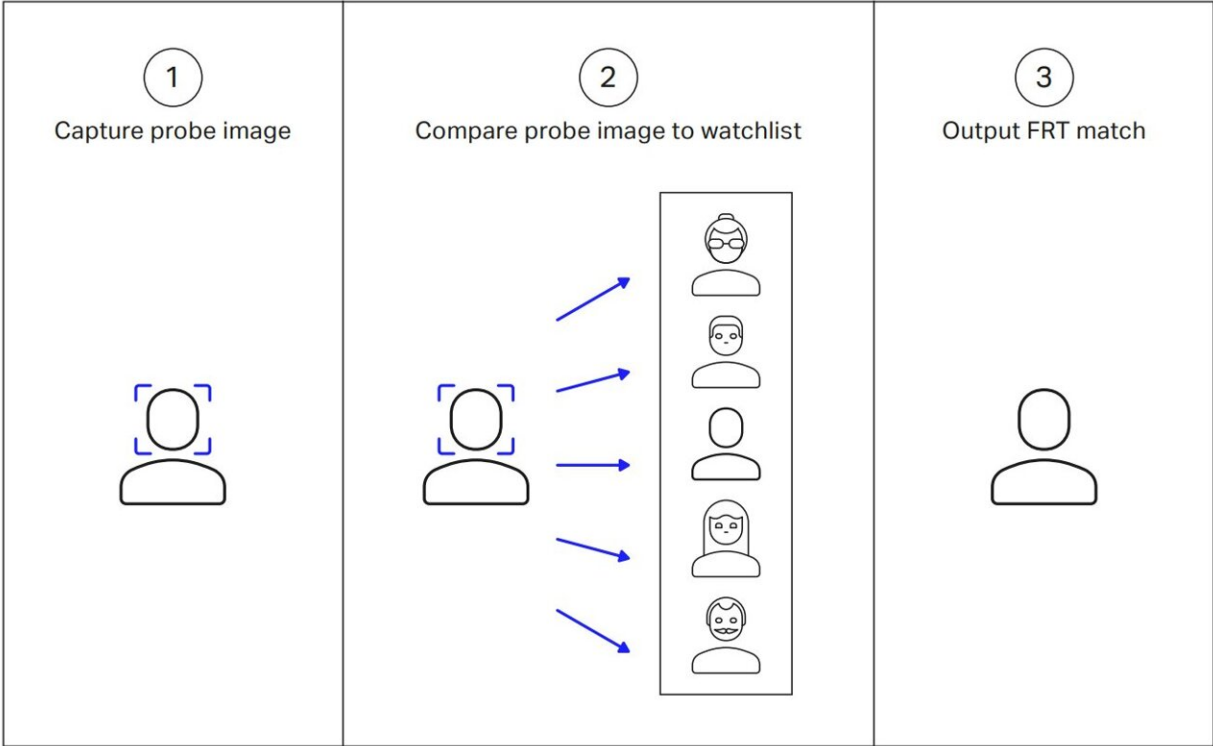 1
Capture probe image
2
Compare probe image to watchlist
3
Output FRT match